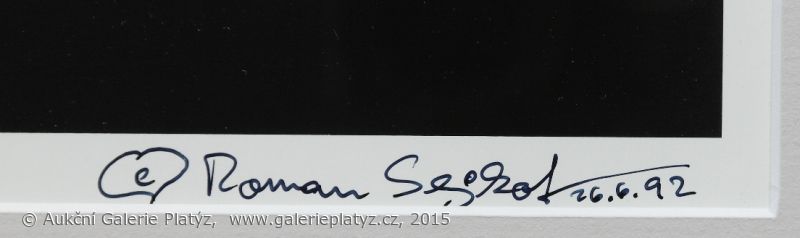 Roman Sejkot 26.6.92
© Aukční Galerie Platýz, www.galerieplatyz.cz, 2015